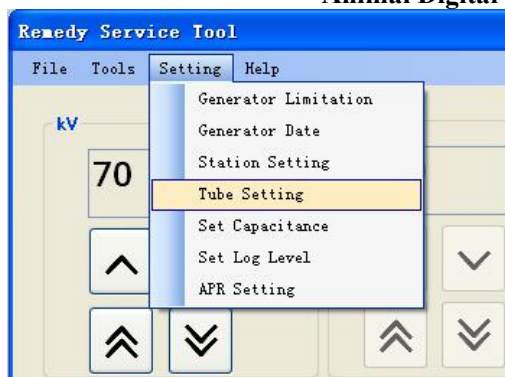 Animal Digital
Remedy Service Tool
File Tools Setting Help
Generator Limitation
kV
Generator Date
70
Station Setting
Tube Setting
Set Capacitance
Set Log Level
APR Setting